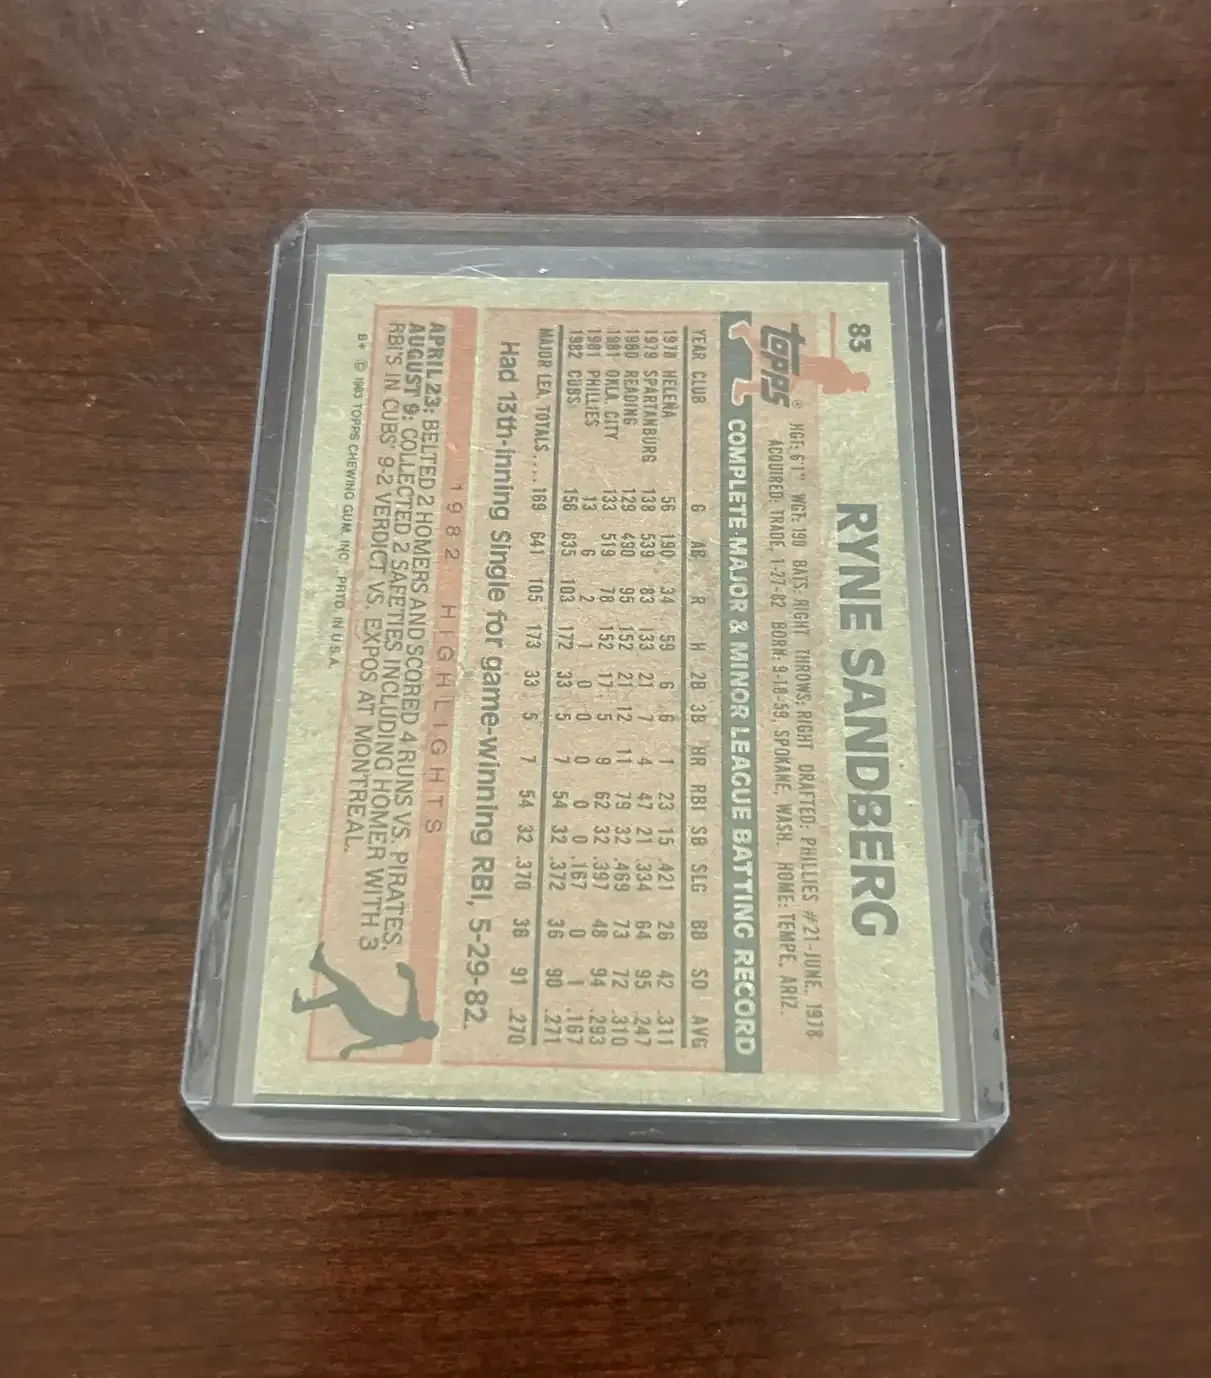 83
RYNE SANDBERG
topps ®
HGT: 6'1" WGT: 190 BATS: RIGHT THROWS: RIGHT DRAFTED: PHILLIES #21-JUNE, 1978
ACQUIRED: TRADE, 1-27-82 BORN: 9-18-59, SPOKANE, WASH. HOME: TEMPE, ARIZ.
COMPLETE MAJOR & MINOR LEAGUE BATTING RECORD
YEAR CLUB G AB R H 2B 3B HR RBI SB SLG BB SO AVG
1978 HELENA 56 190 34 59 6 6 1 23 15 .421 26 42 .311
1979 SPARTANBURG 138 539 83 133 21 7 4 47 21 .334 64 95 .247
1980 READING 129 490 95 152 21 12 11 79 32 .469 73 72 .310
1981 OKLA. CITY 133 519 78 152 17 5 9 62 32 .397 48 94 .293
1981 PHILLIES 13 6 2 1 0 0 0 0 0 .167 0 1 .167
1982 CUBS 156 635 103 172 33 5 7 54 32 .372 36 90 .271
MAJOR LEA. TOTALS.... 169 641 105 173 33 5 7 54 32 .370 36 91 .270
Had 13th-inning Single for game-winning RBI, 5-29-82.
1982 HIGHLIGHTS
APRIL 23: BELTED 2 HOMERS AND SCORED 4 RUNS VS. PIRATES.
AUGUST 9: COLLECTED 2 SAFETIES INCLUDING HOMER WITH 3
RBI'S IN CUBS' 9-2 VERDICT VS. EXPOS AT MONTREAL.
B* © 1983 TOPPS CHEWING GUM, INC. PRTD. IN U.S.A.